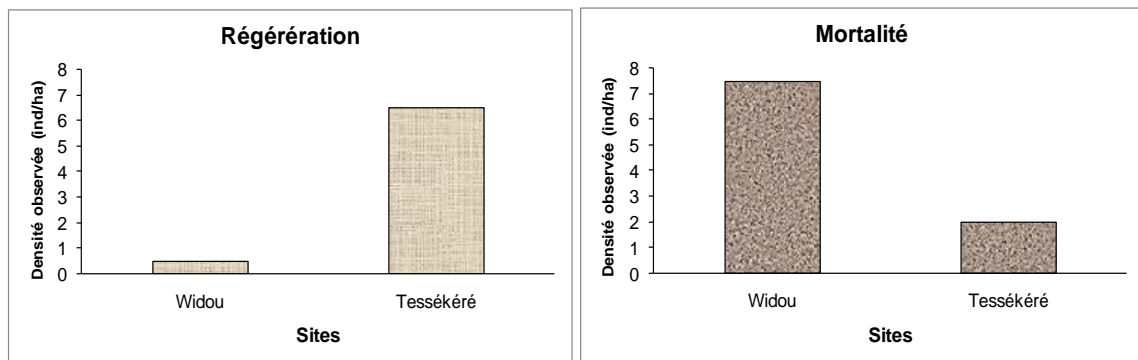 Régérération
Densité observée (ind/ha)
8
7
6
5
4
3
2
1
0
Widou Tessékéré
Sites
Mortalité
Densité observée (ind/ha)
8
7
6
5
4
3
2
1
0
Widou Tessékéré
Sites